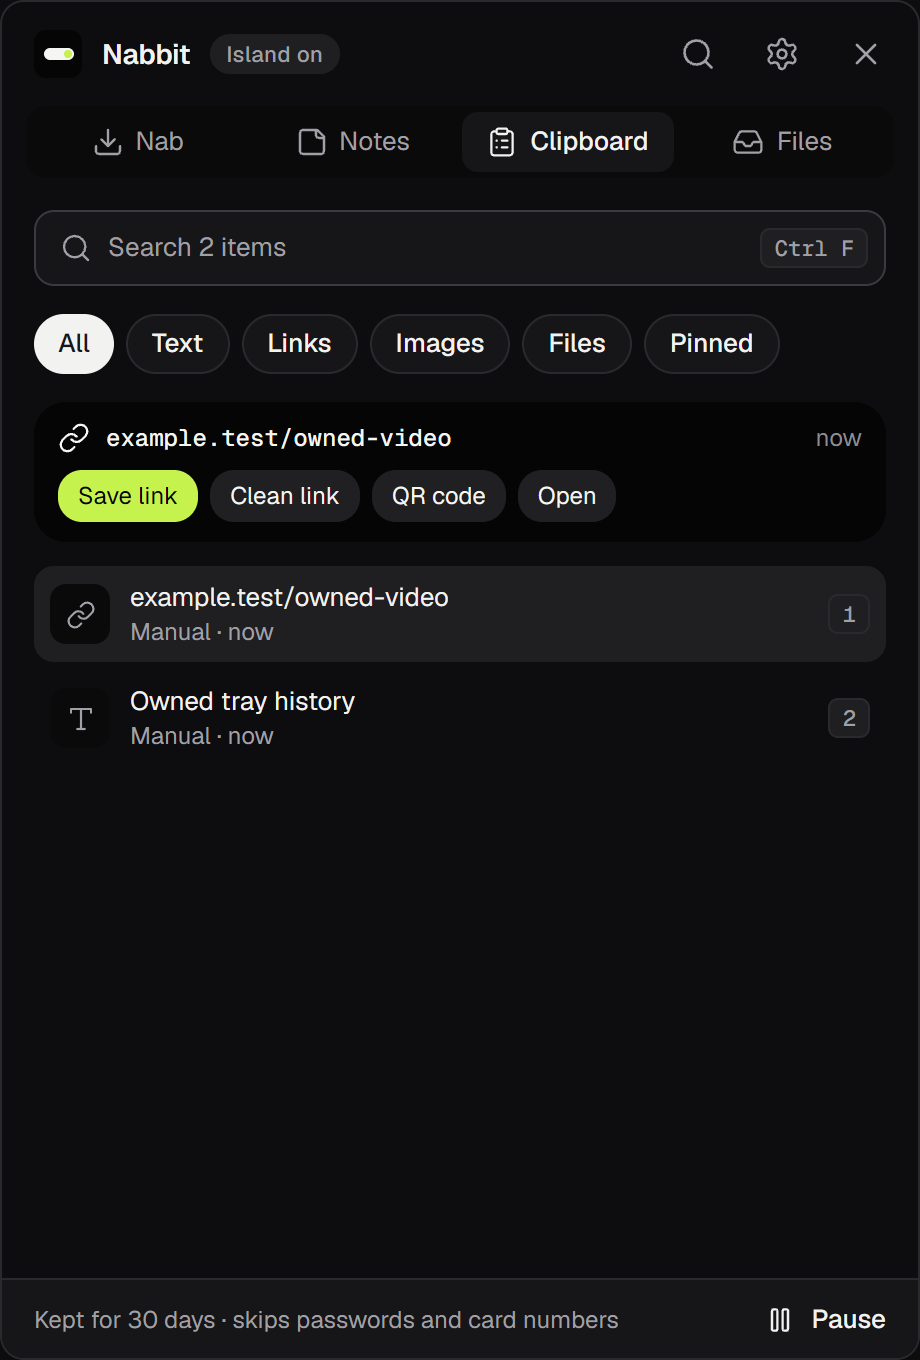 Nabbit Island on
Nab Notes Clipboard Files
Search 2 items Ctrl F
All Text Links Images Files Pinned
example.test/owned-video now
Save link Clean link QR code Open
example.test/owned-video
Manual · now 1
Owned tray history
Manual · now 2
Kept for 30 days · skips passwords and card numbers Pause